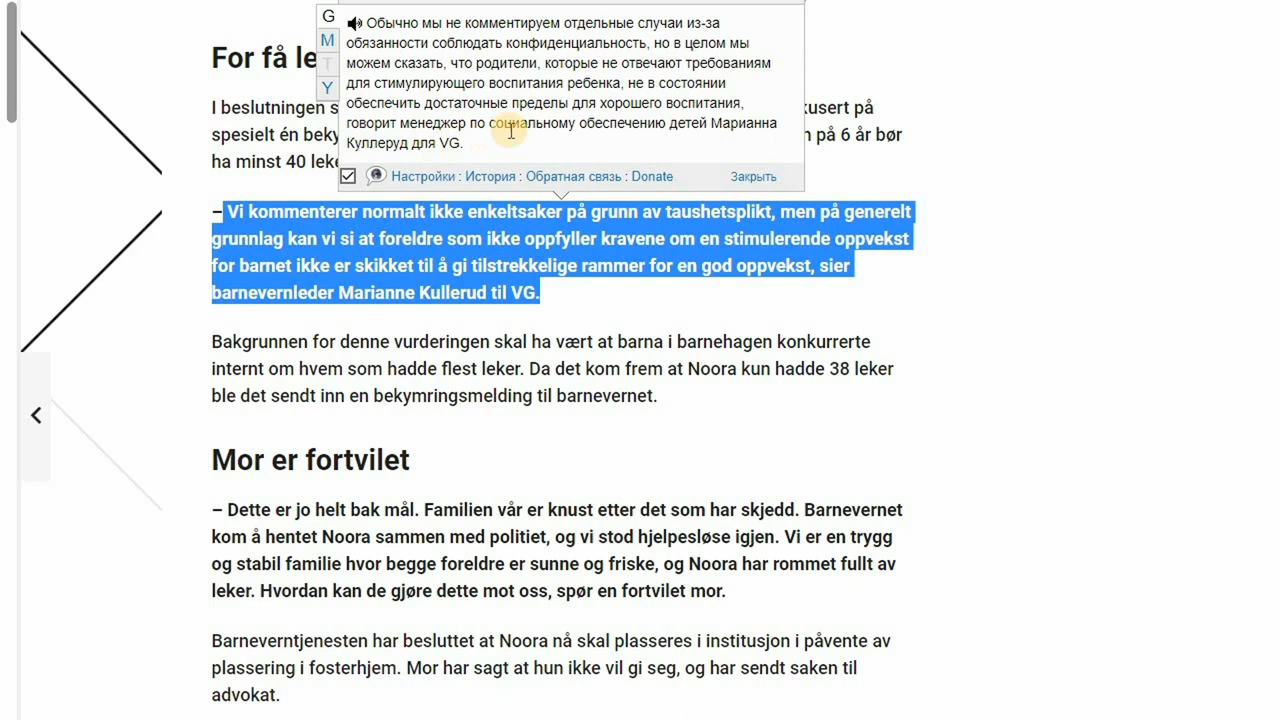 G
M
T
Y
Обычно мы не комментируем отдельные случаи из-за
обязанности соблюдать конфиденциальность, но в целом мы
можем сказать, что родители, которые не отвечают требованиям
для стимулирующего воспитания ребенка, не в состоянии
обеспечить достаточные пределы для хорошего воспитания,
говорит менеджер по социальному обеспечению детей Марианна
Куллеруд для VG.
Настройки : История : Обратная связь : Donate Закрыть
For få
I beslutningen på
spesielt én på 6 år bør
ha minst 40
– Vi kommenterer normalt ikke enkeltsaker på grunn av taushetsplikt, men på generelt
grunnlag kan vi si at foreldre som ikke oppfyller kravene om en stimulerende oppvekst
for barnet ikke er skikket til å gi tilstrekkelige rammer for en god oppvekst, sier
barnevernleder Marianne Kullerud til VG.
Bakgrunnen for denne vurderingen skal ha vært at barna i barnehagen konkurrerte
internt om hvem som hadde flest leker. Da det kom frem at Noora kun hadde 38 leker
ble det sendt inn en bekymringsmelding til barnevernet.
Mor er fortvilet
– Dette er jo helt bak mål. Familien vår er knust etter det som har skjedd. Barnevernet
kom å hentet Noora sammen med politiet, og vi stod hjelpesløse igjen. Vi er en trygg
og stabil familie hvor begge foreldre er sunne og friske, og Noora har rommet fullt av
leker. Hvordan kan de gjøre dette mot oss, spør en fortvilet mor.
Barneverntjenesten har besluttet at Noora nå skal plasseres i institusjon i påvente av
plassering i fosterhjem. Mor har sagt at hun ikke vil gi seg, og har sendt saken til
advokat.